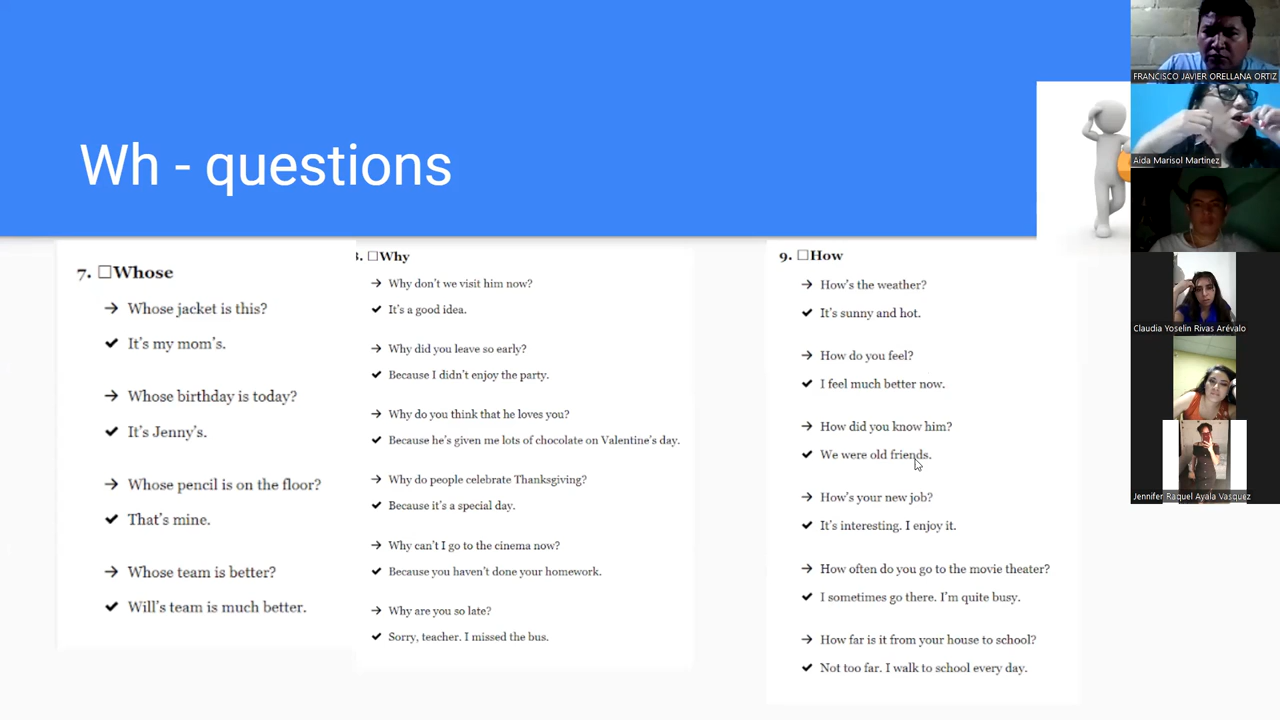 Wh - questions
7. □Whose
→ Whose jacket is this?
✔ It's my mom's.
→ Whose birthday is today?
✔ It's Jenny's.
→ Whose pencil is on the floor?
✔ That's mine.
→ Whose team is better?
✔ Will's team is much better.
8. □Why
→ Why don't we visit him now?
✔ It's a good idea.
→ Why did you leave so early?
✔ Because I didn't enjoy the party.
→ Why do you think that he loves you?
✔ Because he's given me lots of chocolate on Valentine's day.
→ Why do people celebrate Thanksgiving?
✔ Because it's a special day.
→ Why can't I go to the cinema now?
✔ Because you haven't done your homework.
→ Why are you so late?
✔ Sorry, teacher. I missed the bus.
9. □How
→ How's the weather?
✔ It's sunny and hot.
→ How do you feel?
✔ I feel much better now.
→ How did you know him?
✔ We were old friends.
→ How's your new job?
✔ It's interesting. I enjoy it.
→ How often do you go to the movie theater?
✔ I sometimes go there. I'm quite busy.
→ How far is it from your house to school?
✔ Not too far. I walk to school every day.
FRANCISCO JAVIER ORELLANA ORTIZ
Aida Marisol Martinez
Claudia Yoselin Rivas Arévalo
Jennifer Raquel Ayala Vasquez